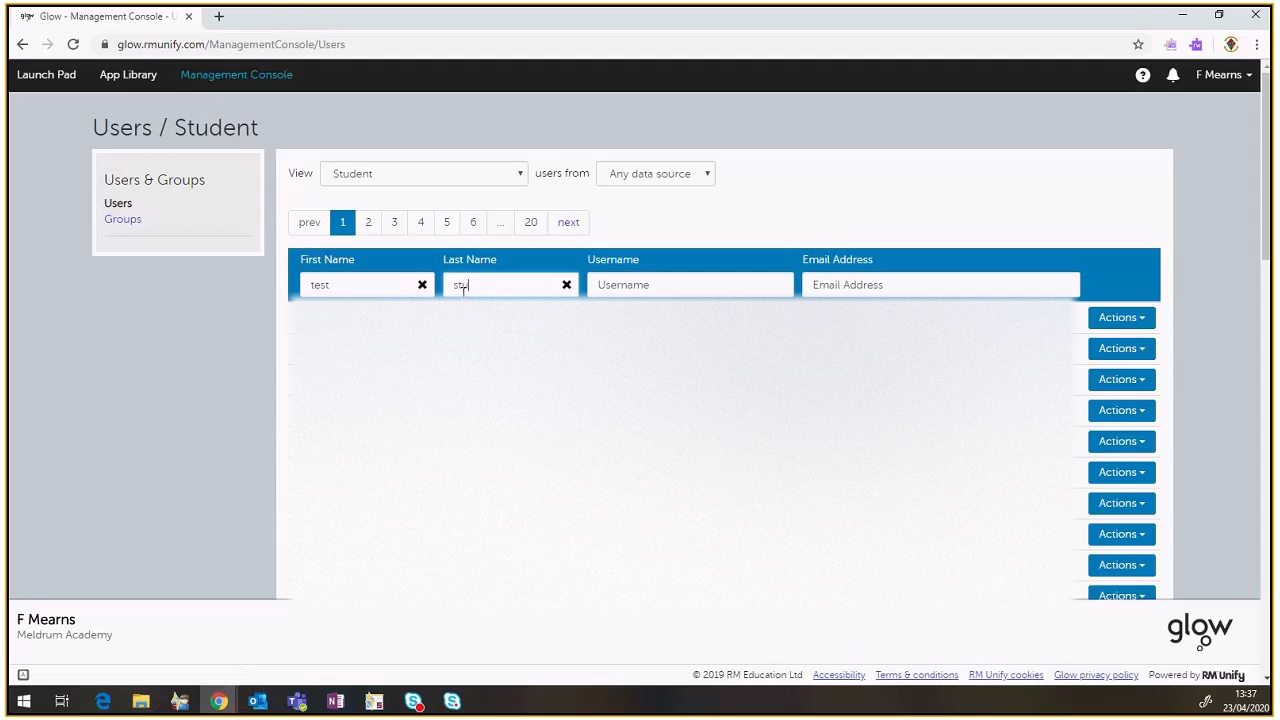 Glow - Management Console - U
glow.rmunify.com/ManagementConsole/Users
Launch Pad
App Library
Management Console
F Mearns
Users / Student
Users & Groups
Users
Groups
View
Student
users from
Any data source
prev
1
2
3
4
5
6
...
20
next
First Name
Last Name
Username
Email Address
test
stu
Username
Email Address
Actions
Actions
Actions
Actions
Actions
Actions
Actions
Actions
Actions
Actions
F Mearns
Meldrum Academy
glow
© 2019 RM Education Ltd
Accessibility
Terms & conditions
RM Unify cookies
Glow privacy policy
Powered by RM Unify
13:37
23/04/2020